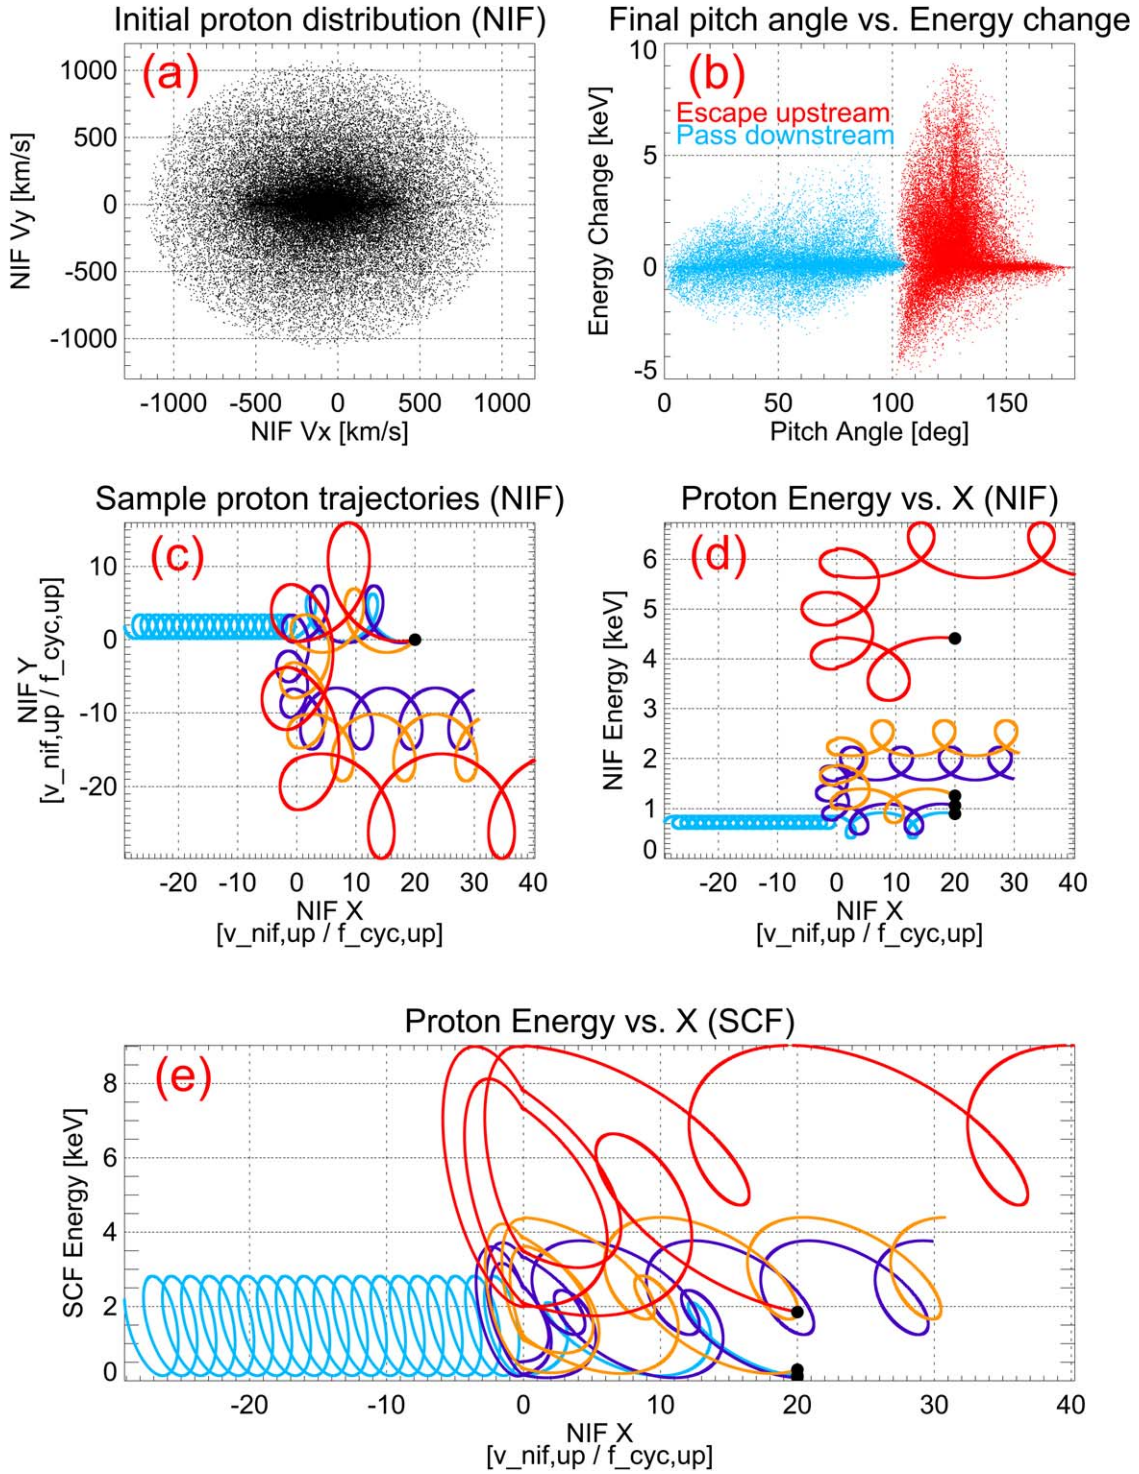 Initial proton distribution (NIF)
Final pitch angle vs. Energy change
(a)
1000
500
0
-500
-1000
NIF Vy [km/s]
-1000 -500 0 500 1000
NIF Vx [km/s]
(b)
Escape upstream
Pass downstream
10
5
0
-5
Energy Change [keV]
0 50 100 150
Pitch Angle [deg]
Sample proton trajectories (NIF)
Proton Energy vs. X (NIF)
(c)
10
0
-10
-20
NIF Y
[v_nif,up / f_cyc,up]
-20 -10 0 10 20 30 40
NIF X
[v_nif,up / f_cyc,up]
(d)
6
5
4
3
2
1
0
NIF Energy [keV]
-20 -10 0 10 20 30 40
NIF X
[v_nif,up / f_cyc,up]
Proton Energy vs. X (SCF)
(e)
8
6
4
2
0
SCF Energy [keV]
-20 -10 0 10 20 30 40
NIF X
[v_nif,up / f_cyc,up]